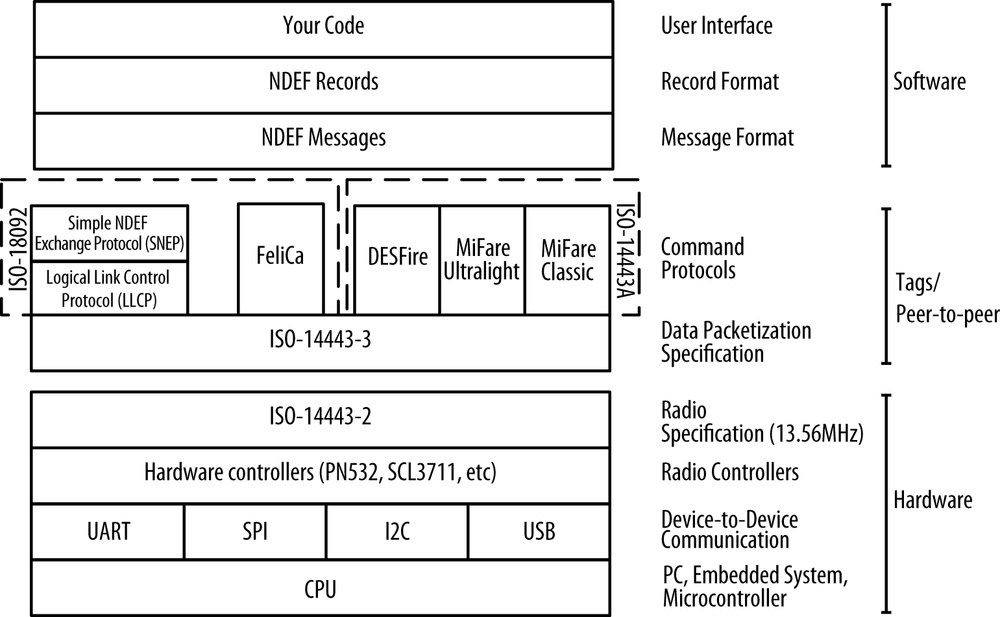 Your Code
User Interface
NDEF Records
Record Format
NDEF Messages
Message Format
Software
ISO-18092
Simple NDEF
Exchange Protocol (SNEP)
Logical Link Control
Protocol (LLCP)
FeliCa
DESFire
MiFare
Ultralight
MiFare
Classic
ISO-14443A
Command
Protocols
ISO-14443-3
Data Packetization
Specification
Tags/
Peer-to-peer
ISO-14443-2
Radio
Specification (13.56MHz)
Hardware controllers (PN532, SCL3711, etc)
Radio Controllers
UART
SPI
I2C
USB
Device-to-Device
Communication
CPU
PC, Embedded System,
Microcontroller
Hardware